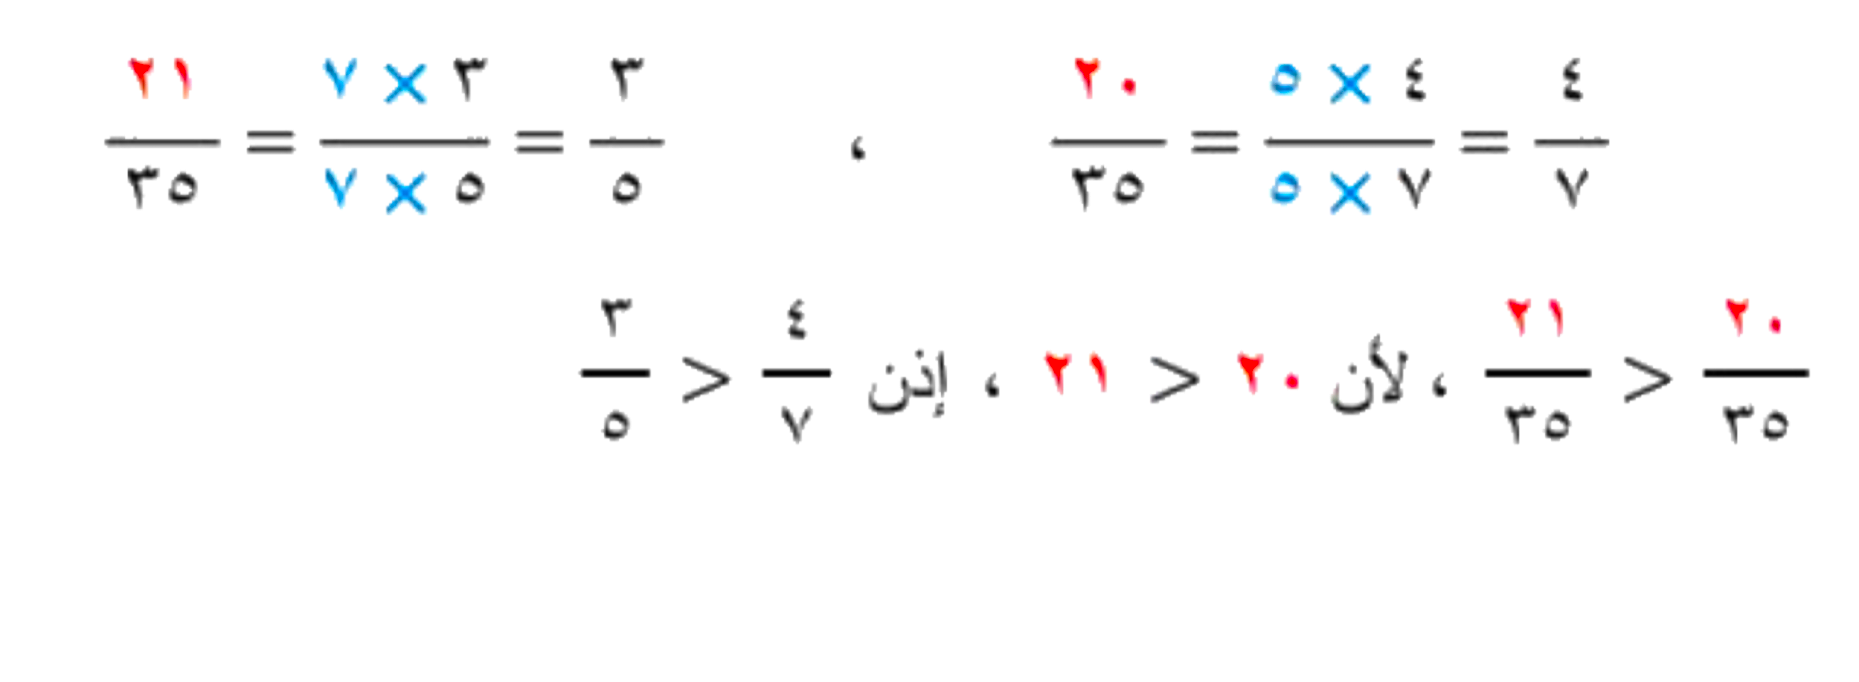 ٤/٧ = (٤ × ٥)/(٧ × ٥) = ٢٠/٣٥ ، ٣/٥ = (٣ × ٧)/(٥ × ٧) = ٢١/٣٥
٢٠/٣٥ < ٢١/٣٥ ، لأن ٢٠ < ٢١ ، إذن ٤/٧ < ٣/٥